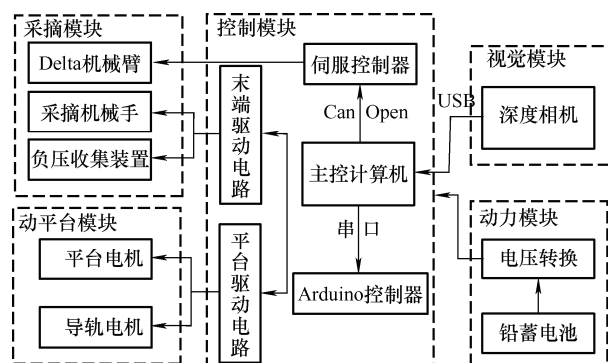 采摘模块
Delta机械臂
采摘机械手
负压收集装置
动平台模块
平台电机
导轨电机
控制模块
伺服控制器
末端驱动电路
Can Open
主控计算机
串口
平台驱动电路
Arduino控制器
视觉模块
USB
深度相机
动力模块
电压转换
铅蓄电池